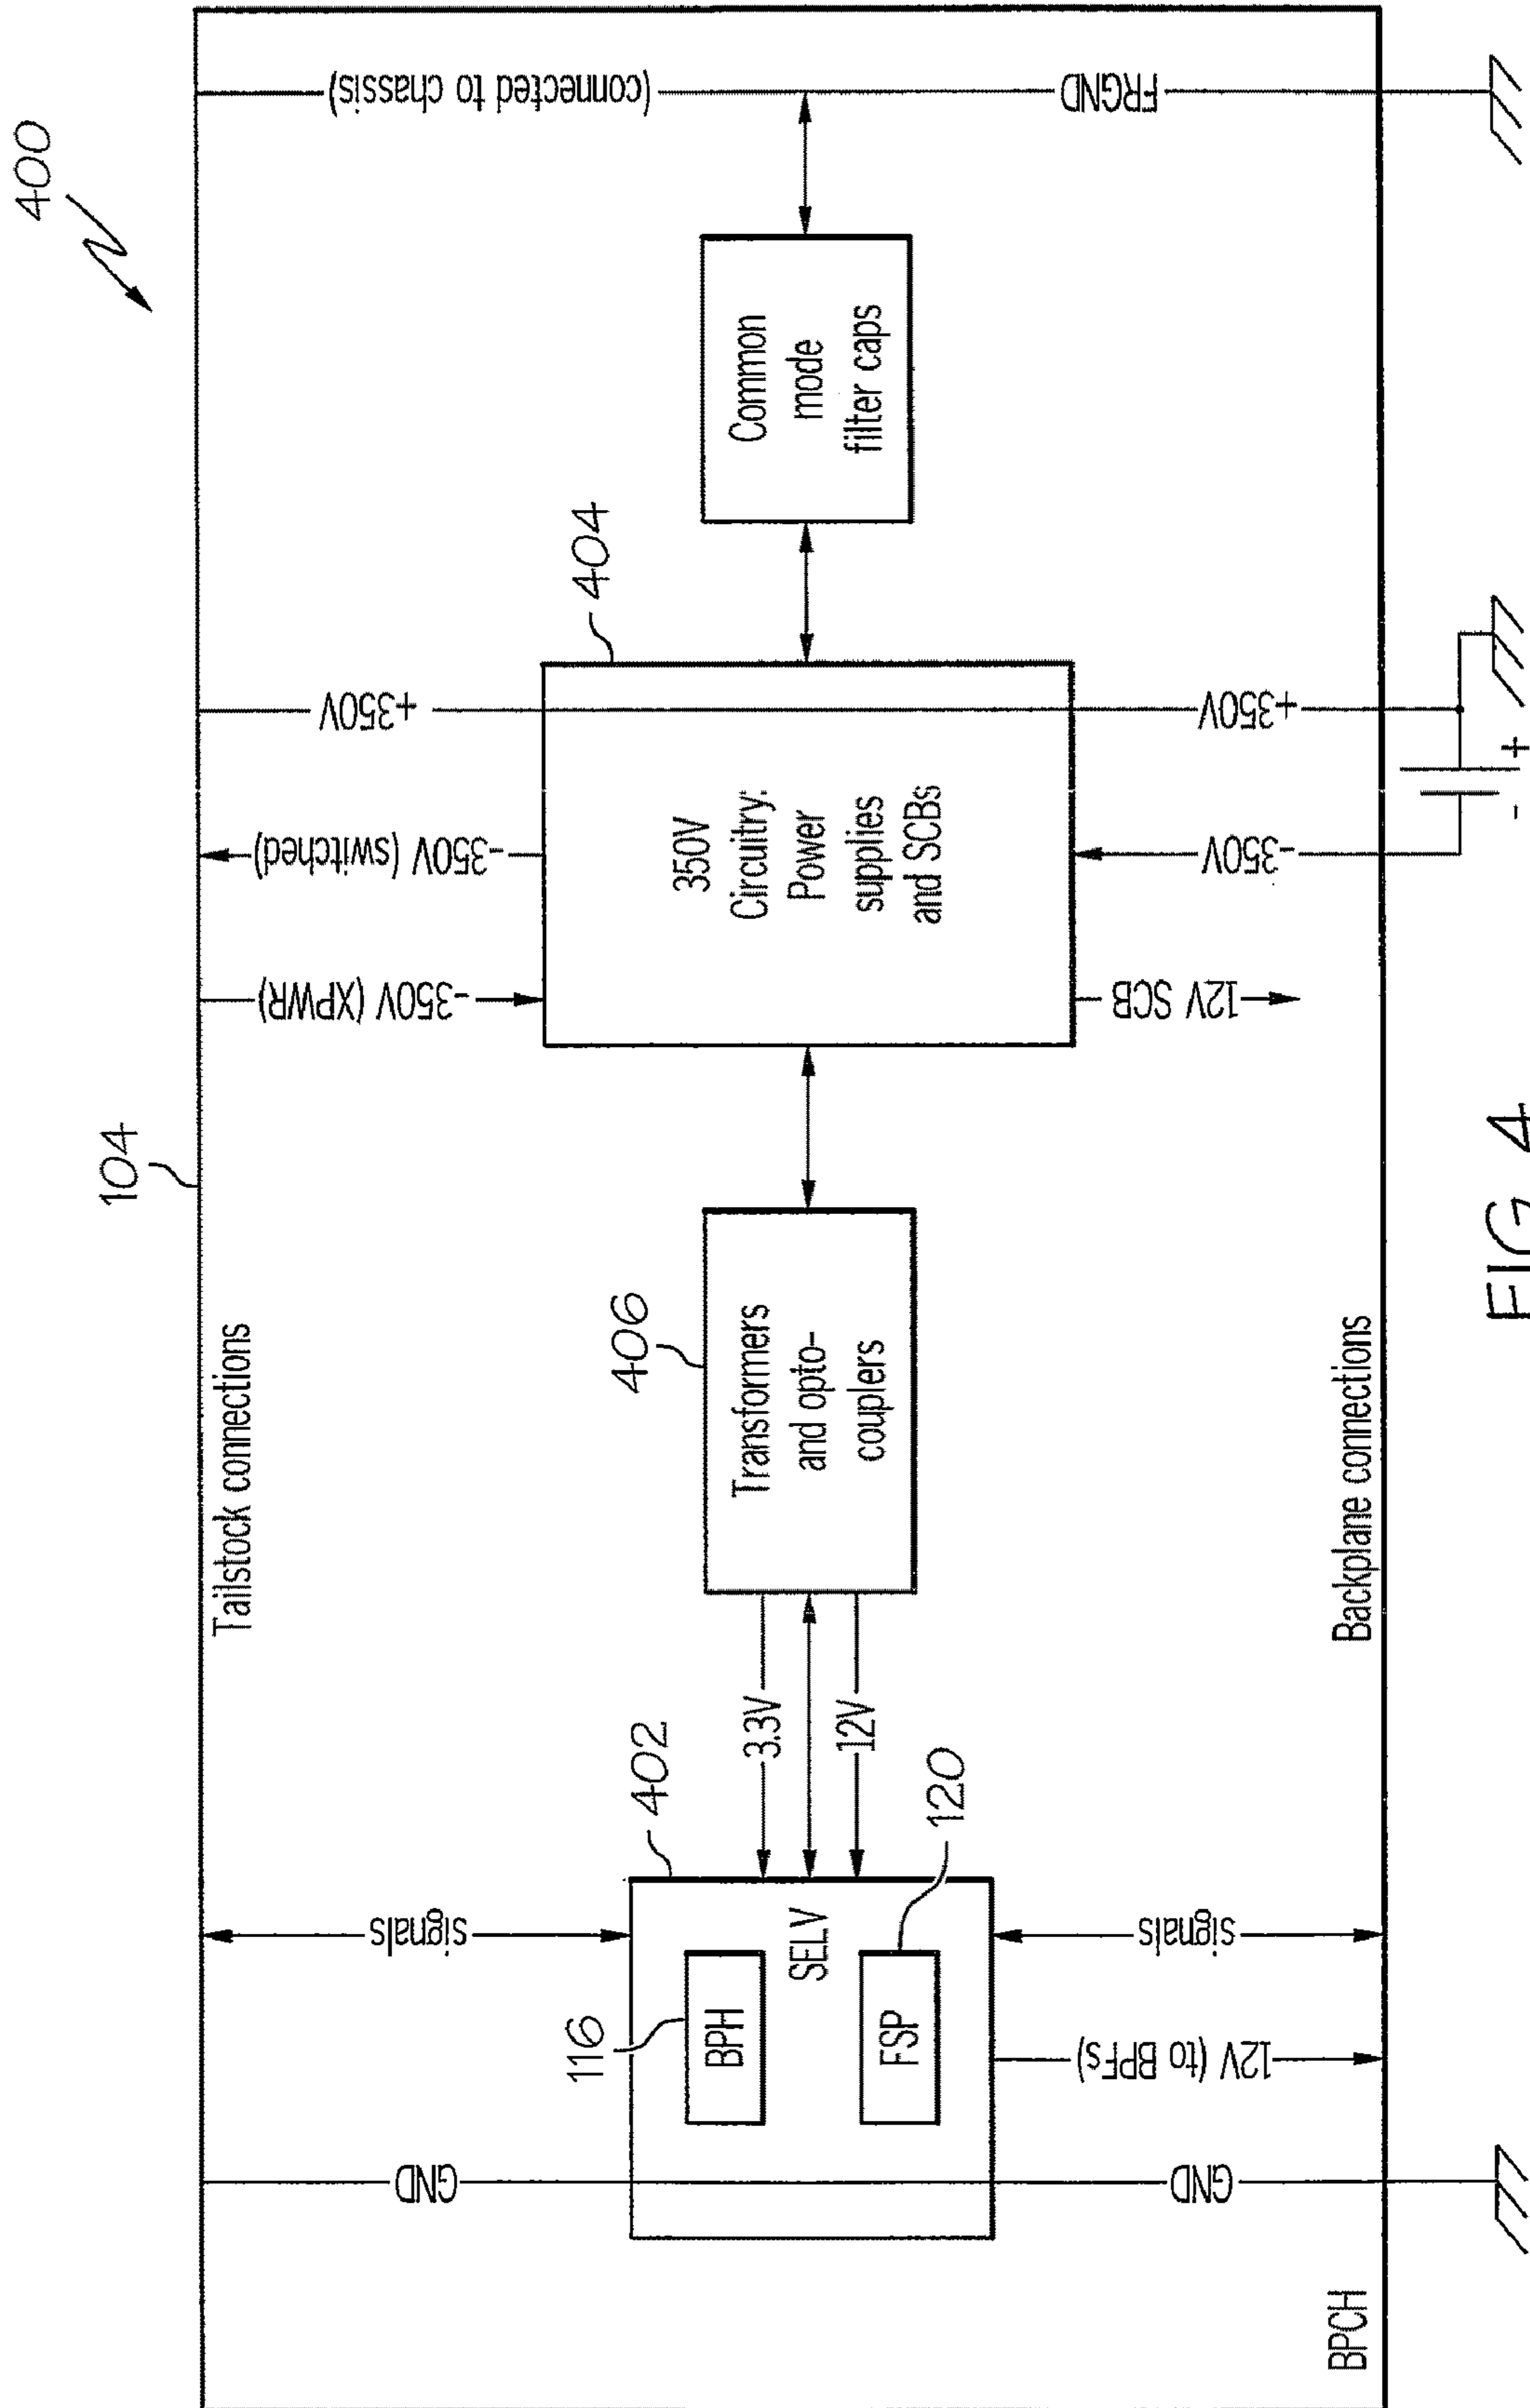 400
104
Tailstock connections
GND
signals
-350V (XPWR)
-350V (switched)
+350V
(connected to chassis)
116
402
406
404
BPH
SELV
FSP
120
3.3V
12V
Transformers
and opto-
couplers
350V
Circuitry:
Power
supplies
and SCBs
Common
mode
filter caps
GND
12V (to BPFs)
signals
12V SCB
-350V
+350V
FRGND
BPCH
Backplane connections
- +
FIG. 4